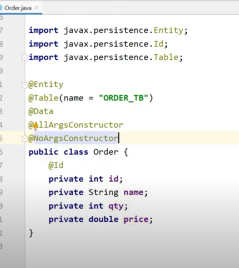 Order.java
import javax.persistence.Entity;
import javax.persistence.Id;
import javax.persistence.Table;
@Entity
@Table(name = "ORDER_TB")
@Data
@AllArgsConstructor
@NoArgsConstructor
public class Order {
@Id
private int id;
private String name;
private int qty;
private double price;
}